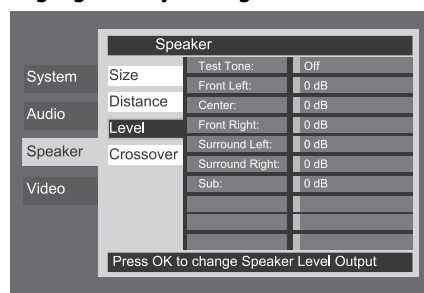 Speaker
System
Audio
Speaker
Video
Size
Distance
Level
Crossover
Test Tone: Off
Front Left: 0 dB
Center: 0 dB
Front Right: 0 dB
Surround Left: 0 dB
Surround Right: 0 dB
Sub: 0 dB
Press OK to change Speaker Level Output